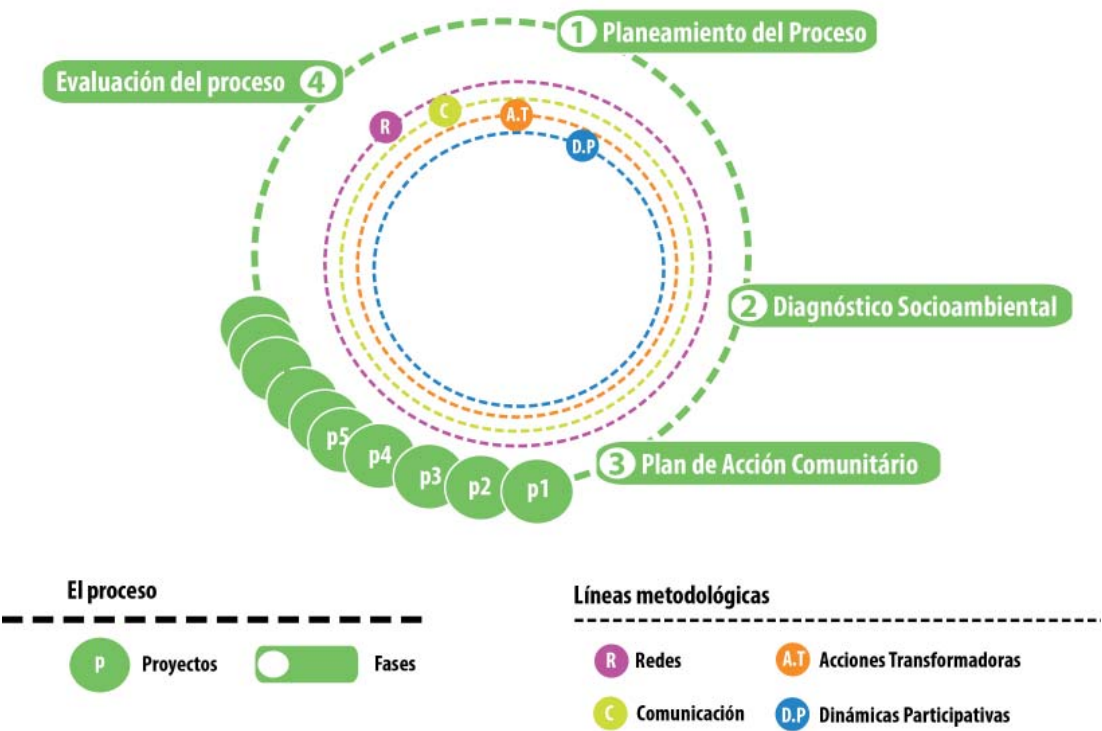 1 Planeamiento del Proceso
Evaluación del proceso 4
R
C
A.T
D.P
2 Diagnóstico Socioambiental
3 Plan de Acción Comunitário
p5
p4
p3
p2
p1
El proceso
p Proyectos
Fases
Líneas metodológicas
R Redes
A.T Acciones Transformadoras
C Comunicación
D.P Dinámicas Participativas